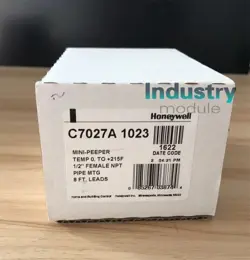 Industry
module
Honeywell
C7027A 1023
1622
DATE CODE
MINI-PEEPER
TEMP 0, TO +215F
1/2" FEMALE NPT
PIPE MTG
8 FT, LEADS